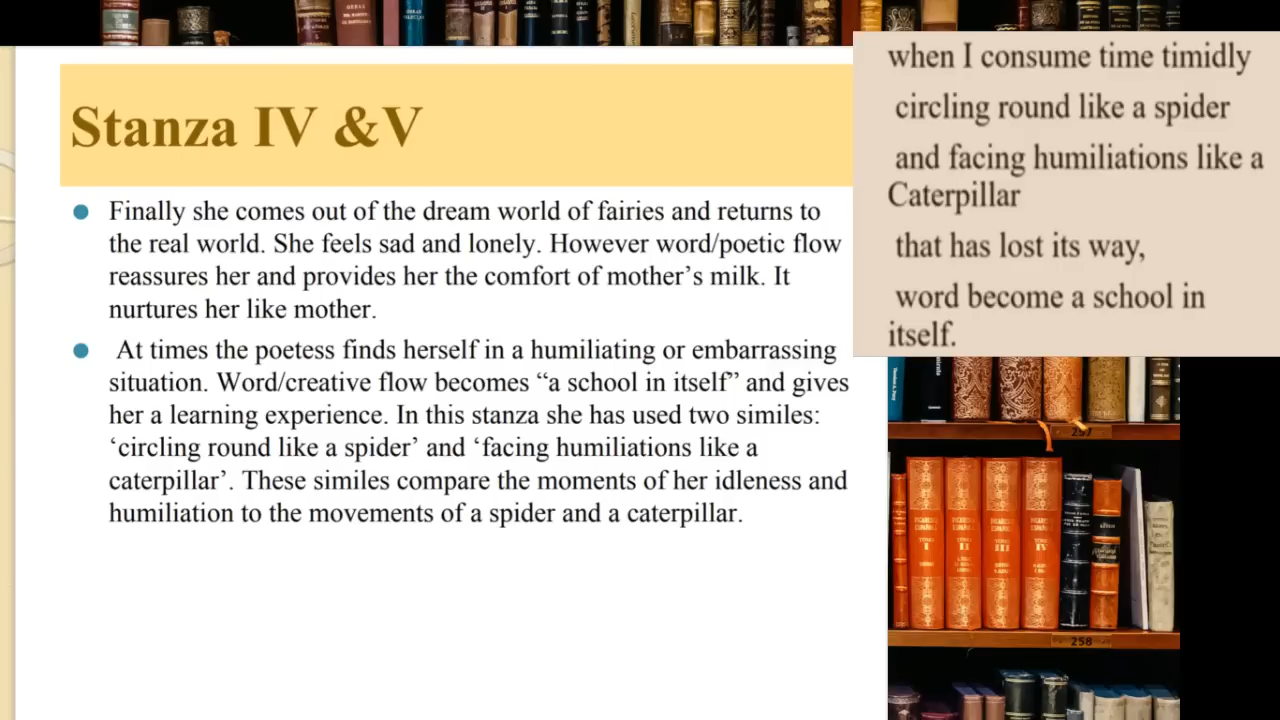 Stanza IV &V
Finally she comes out of the dream world of fairies and returns to
the real world. She feels sad and lonely. However word/poetic flow
reassures her and provides her the comfort of mother’s milk. It
nurtures her like mother.
At times the poetess finds herself in a humiliating or embarrassing
situation. Word/creative flow becomes “a school in itself” and gives
her a learning experience. In this stanza she has used two similes:
‘circling round like a spider’ and ‘facing humiliations like a
caterpillar’. These similes compare the moments of her idleness and
humiliation to the movements of a spider and a caterpillar.
when I consume time timidly
circling round like a spider
and facing humiliations like a
Caterpillar
that has lost its way,
word become a school in
itself.
257
I
II
III
IV
258